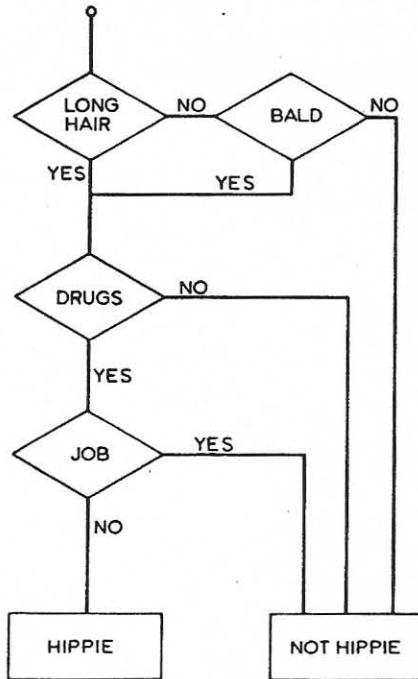 LONG
HAIR
NO
BALD
NO
YES
YES
DRUGS
NO
YES
JOB
YES
NO
HIPPIE
NOT HIPPIE